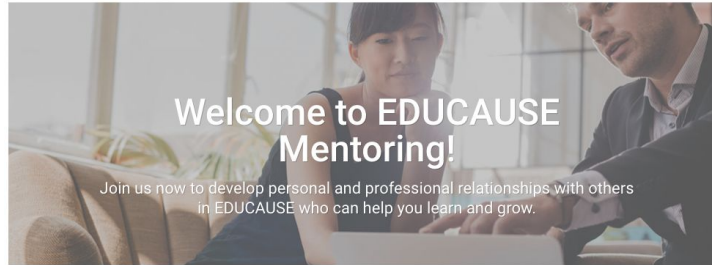 Welcome to EDUCAUSE
Mentoring!
Join us now to develop personal and professional relationships with others
in EDUCAUSE who can help you learn and grow.